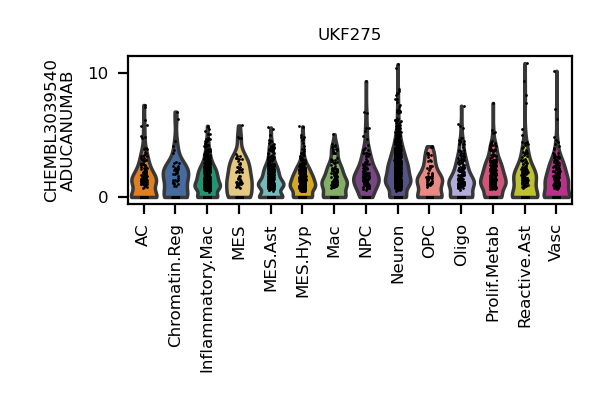 UKF275
CHEMBL3039540
ADUCANUMAB
10
0
AC
Chromatin.Reg
Inflammatory.Mac
MES
MES.Ast
MES.Hyp
Mac
NPC
Neuron
OPC
Oligo
Prolif.Metab
Reactive.Ast
Vasc